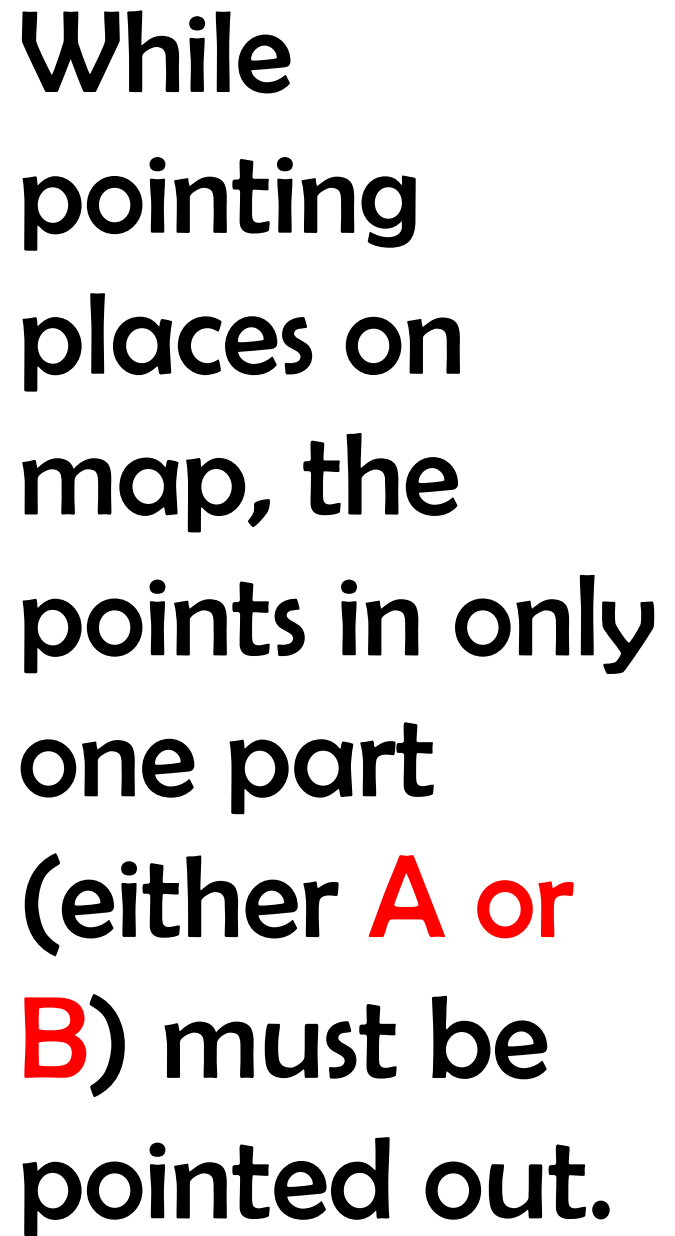 While
pointing
places on
map, the
points in only
one part
(either A or
B) must be
pointed out.